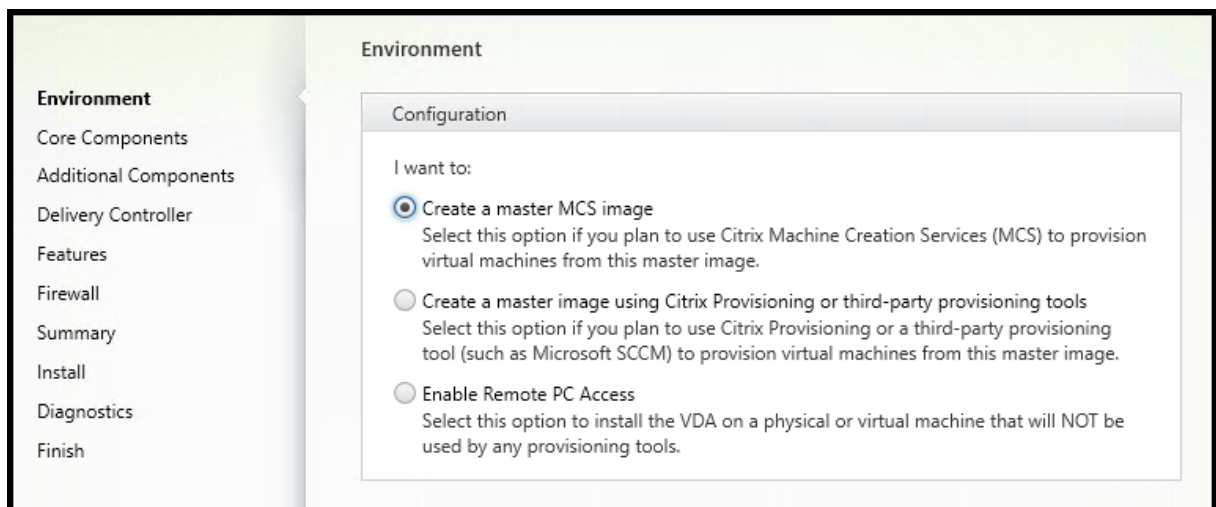 Environment
Core Components
Additional Components
Delivery Controller
Features
Firewall
Summary
Install
Diagnostics
Finish
Environment
Configuration
I want to:
Create a master MCS image
Select this option if you plan to use Citrix Machine Creation Services (MCS) to provision
virtual machines from this master image.
Create a master image using Citrix Provisioning or third-party provisioning tools
Select this option if you plan to use Citrix Provisioning or a third-party provisioning
tool (such as Microsoft SCCM) to provision virtual machines from this master image.
Enable Remote PC Access
Select this option to install the VDA on a physical or virtual machine that will NOT be
used by any provisioning tools.